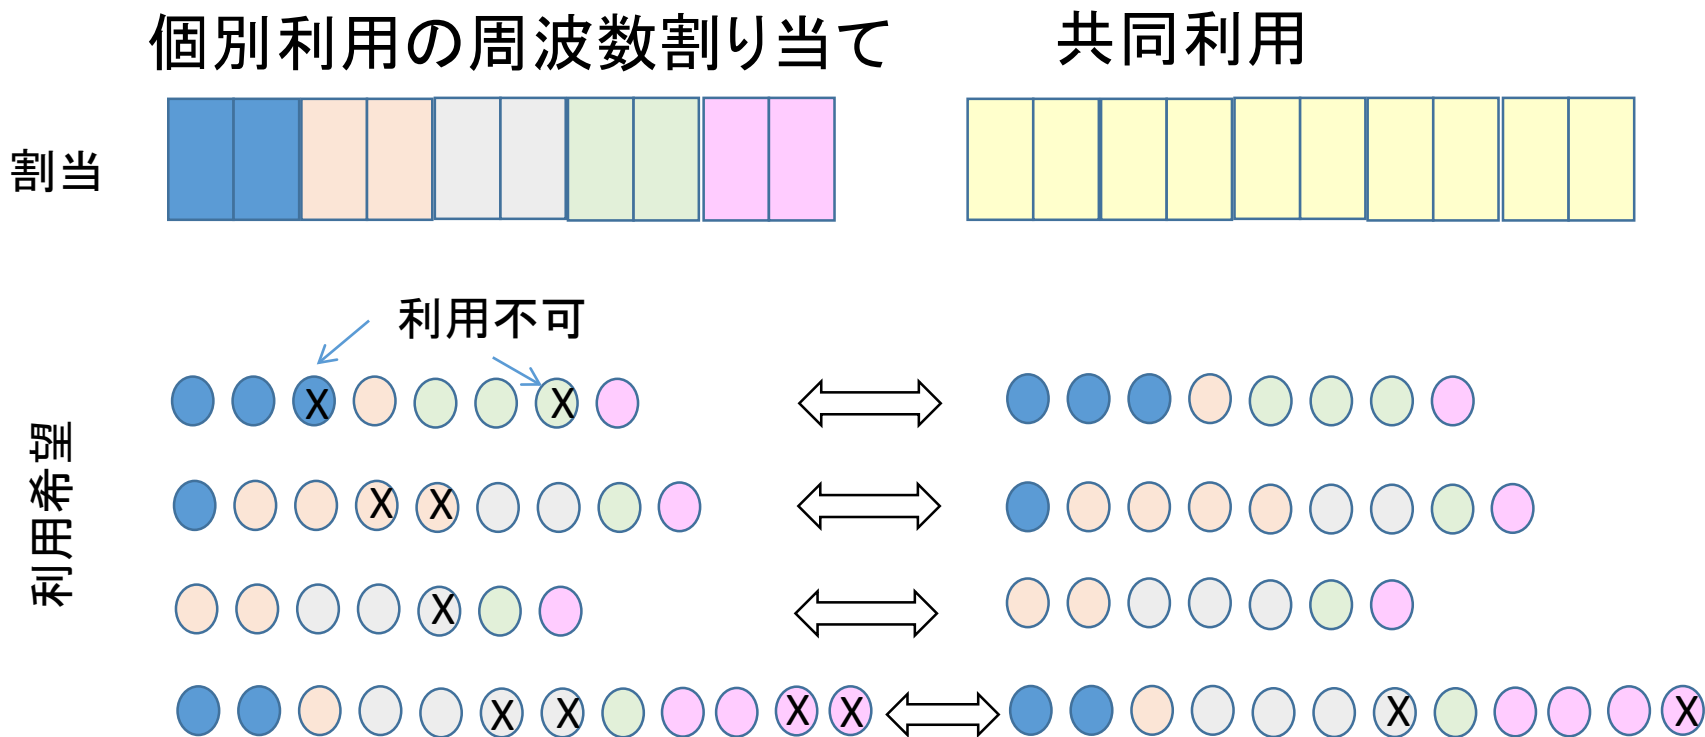 個別利用の周波数割り当て
共同利用
割当
利用不可
利用希望
X X
X X
X
X X X X X X